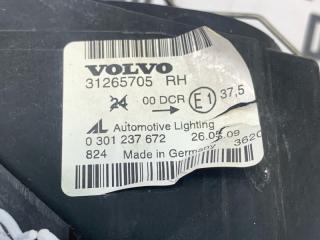 VOLVO
31265705 RH
24 00 DCR E1 37,5
AL Automotive Lighting
0 301 237 672 26.05.09
824 Made in Germany 3620